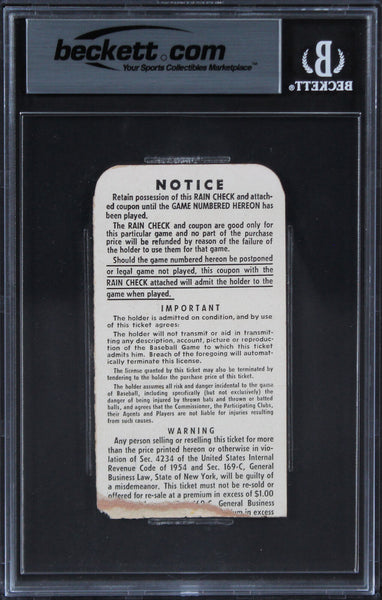 beckett.com
Your Sports Collectibles Marketplace™
B
BECKETT®
NOTICE
Retain possession of this RAIN CHECK and attach-
ed coupon until the GAME NUMBERED HEREON has
been played.
The RAIN CHECK and coupon are good only for
this particular game and no part of the purchase
price will be refunded by reason of the failure of
the holder to use them for that game.
Should the game numbered hereon be postponed
or legal game not played, this coupon with the
RAIN CHECK attached will admit the holder to the
game when played.
IMPORTANT
The holder is admitted on condition, and by use
of this ticket agrees:
The holder will not transmit or aid in transmit-
ting any description, account, picture or reproduc-
tion of the Baseball Game to which this ticket
admits him. Breach of the foregoing will automat-
ically terminate this license.
The license granted by this ticket may also be terminated by
tendering to the holder the purchase price of this ticket.
The holder assumes all risk and danger incidental to the game
of Baseball, including specifically (but not exclusively) the
danger of being injured by thrown bats and thrown or batted
balls, and agrees that the Commissioner, the Participating Clubs,
their Agents and Players are not liable for injuries resulting
from such causes.
WARNING
Any person selling or reselling this ticket for more
than the price printed hereon or otherwise in vio-
lation of Sec. 4234 of the United States Internal
Revenue Code of 1954 and Sec. 169-C, General
Business Law, State of New York, will be guilty of
a misdemeanor. This ticket must not be re-sold or
offered for re-sale at a premium in excess of $1.00
169-C, General Business
mium in excess